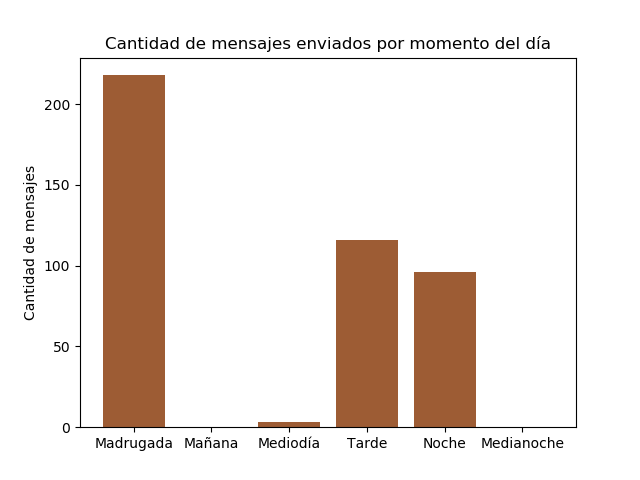 Cantidad de mensajes enviados por momento del día
Cantidad de mensajes
200
150
100
50
0
Madrugada Mañana Mediodía Tarde Noche Medianoche